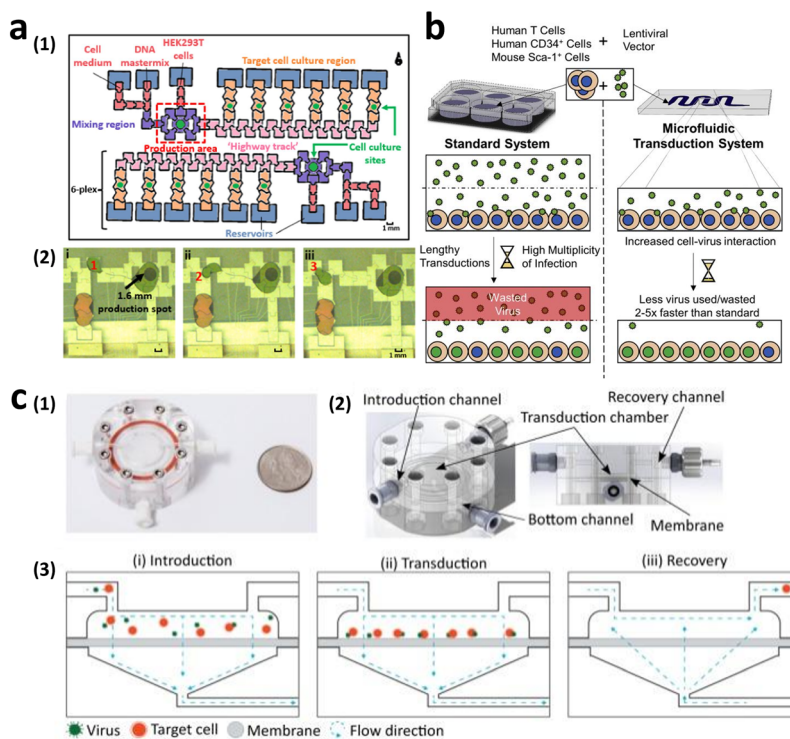 a
(1)
Cell
medium
DNA
mastermix
HEK293T
cells
Target cell culture region
Mixing region
Production area
'Highway track'
Cell culture
sites
6-plex
Reservoirs
1 mm
(2)
i
1
1.6 mm
production spot
ii
2
iii
3
1 mm
b
Human T Cells
Human CD34+ Cells
Mouse Sca-1+ Cells
+
Lentiviral
Vector
+
Standard System
Microfluidic
Transduction System
Increased cell-virus interaction
Lengthy
Transductions
High Multiplicity
of Infection
Wasted
Virus
Less virus used/wasted
2-5x faster than standard
c
(1)
(2)
Introduction channel
Transduction chamber
Recovery channel
Bottom channel
Membrane
(3)
(i) Introduction
(ii) Transduction
(iii) Recovery
Virus
Target cell
Membrane
Flow direction